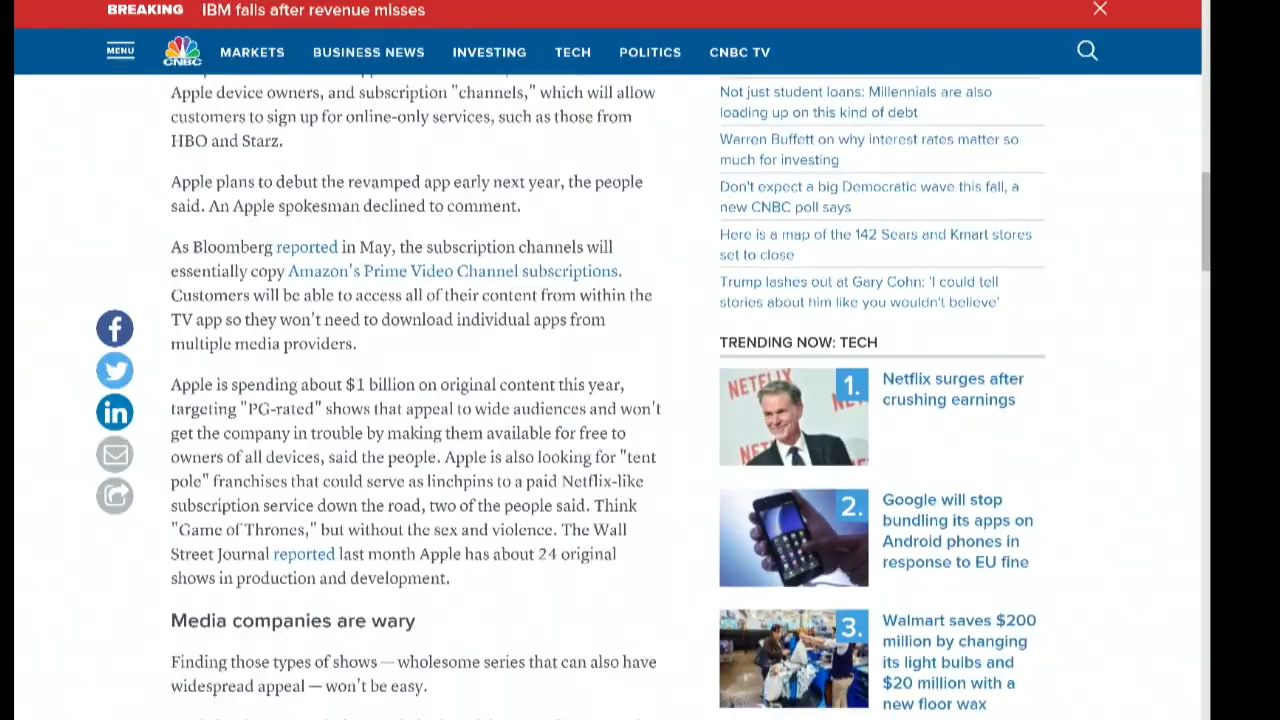 BREAKING IBM falls after revenue misses
MENU
CNBC
MARKETS BUSINESS NEWS INVESTING TECH POLITICS CNBC TV
Apple device owners, and subscription "channels," which will allow
customers to sign up for online-only services, such as those from
HBO and Starz.
Apple plans to debut the revamped app early next year, the people
said. An Apple spokesman declined to comment.
As Bloomberg reported in May, the subscription channels will
essentially copy Amazon's Prime Video Channel subscriptions.
Customers will be able to access all of their content from within the
TV app so they won't need to download individual apps from
multiple media providers.
Apple is spending about $1 billion on original content this year,
targeting "PG-rated" shows that appeal to wide audiences and won't
get the company in trouble by making them available for free to
owners of all devices, said the people. Apple is also looking for "tent
pole" franchises that could serve as linchpins to a paid Netflix-like
subscription service down the road, two of the people said. Think
"Game of Thrones," but without the sex and violence. The Wall
Street Journal reported last month Apple has about 24 original
shows in production and development.
Media companies are wary
Finding those types of shows — wholesome series that can also have
widespread appeal — won't be easy.
Not just student loans: Millennials are also
loading up on this kind of debt
Warren Buffett on why interest rates matter so
much for investing
Don't expect a big Democratic wave this fall, a
new CNBC poll says
Here is a map of the 142 Sears and Kmart stores
set to close
Trump lashes out at Gary Cohn: 'I could tell
stories about him like you wouldn't believe'
TRENDING NOW: TECH
NETFLIX
1.
Netflix surges after
crushing earnings
2.
Google will stop
bundling its apps on
Android phones in
response to EU fine
3.
Walmart saves $200
million by changing
its light bulbs and
$20 million with a
new floor wax